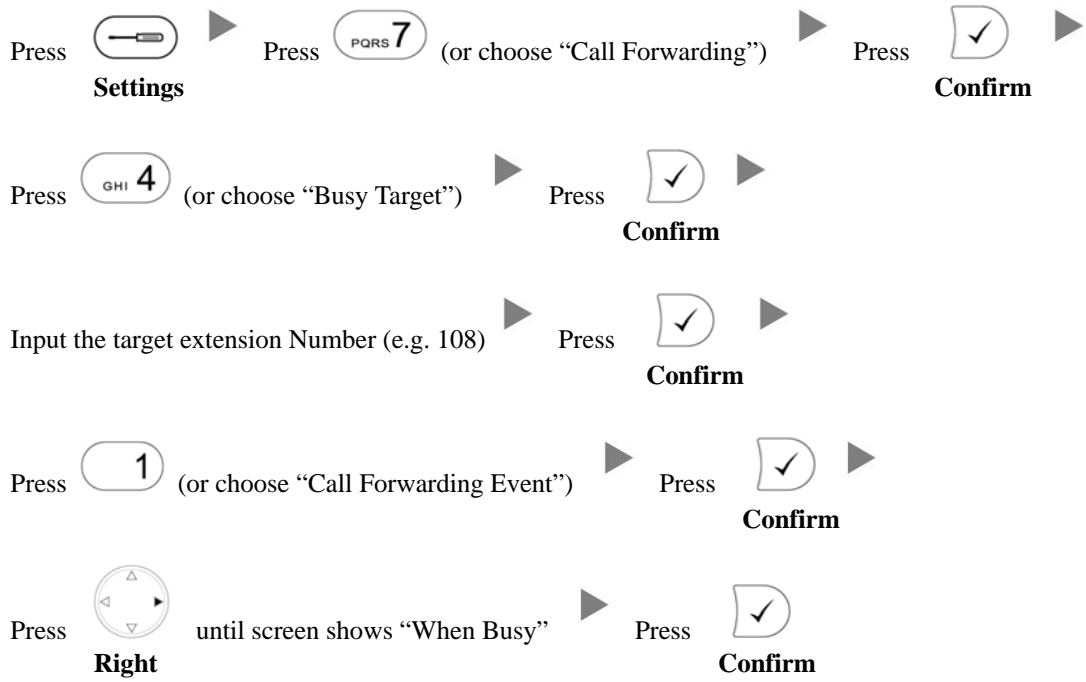 Press PQRS 7 Press (or choose “Call Forwarding”) Press
Settings Confirm
Press GHI 4 (or choose “Busy Target”) Press
Confirm
Input the target extension Number (e.g. 108) Press
Confirm
Press 1 (or choose “Call Forwarding Event”) Press
Confirm
Press until screen shows “When Busy” Press
Right Confirm